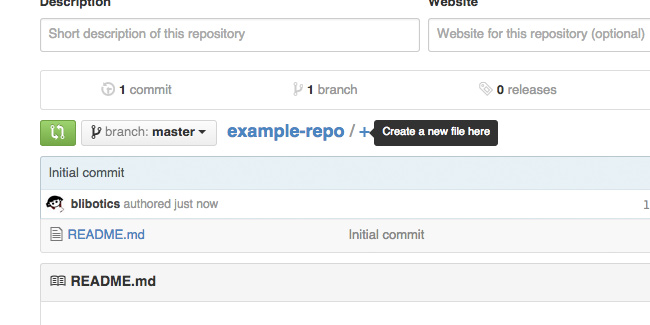 Description Website
Short description of this repository Website for this repository (optional)
1 commit 1 branch 0 releases
branch: master example-repo / + Create a new file here
Initial commit
blibotics authored just now 1
README.md Initial commit
README.md